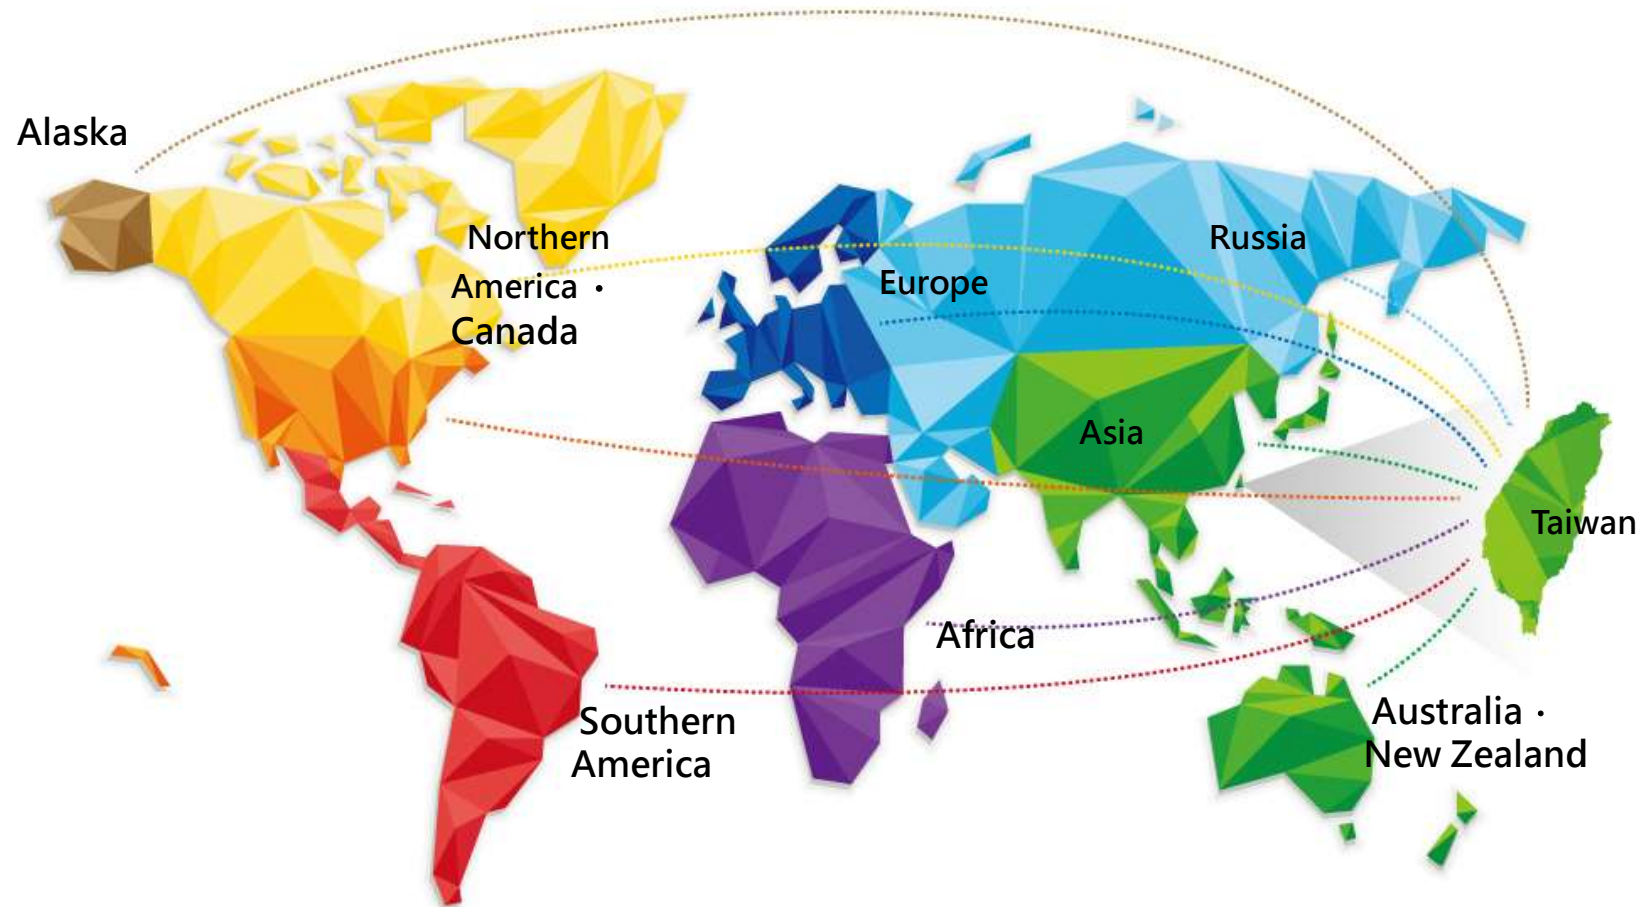 Alaska
Northern
America ·
Canada
Europe
Russia
Asia
Taiwan
Africa
Southern
America
Australia ·
New Zealand